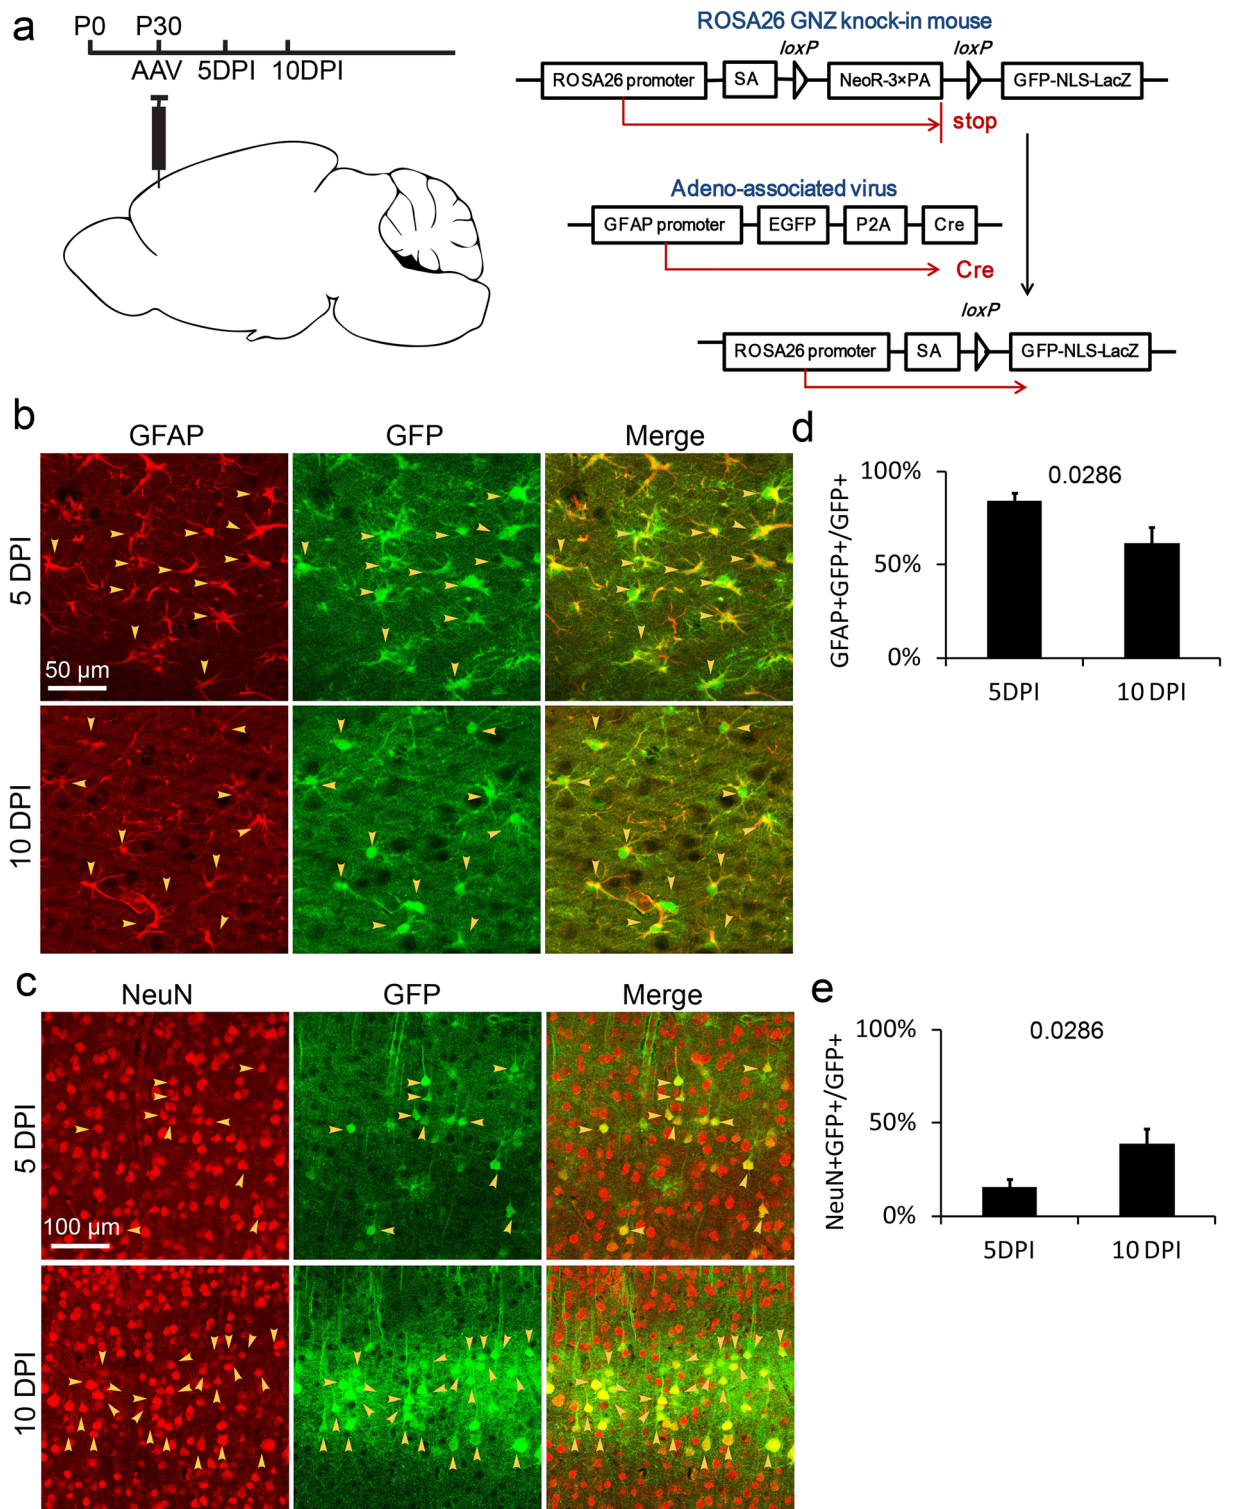 a
P0 P30
AAV 5DPI 10DPI
ROSA26 GNZ knock-in mouse
loxP loxP
ROSA26 promoter SA NeoR-3×PA GFP-NLS-LacZ
stop
Adeno-associated virus
GFAP promoter EGFP P2A Cre
Cre
loxP
ROSA26 promoter SA GFP-NLS-LacZ
b
GFAP GFP Merge
5 DPI
50 µm
10 DPI
d
100%
50%
0%
GFAP+GFP+/GFP+
0.0286
5DPI 10 DPI
c
NeuN GFP Merge
5 DPI
100 µm
10 DPI
e
100%
50%
0%
NeuN+GFP+/GFP+
0.0286
5DPI 10 DPI